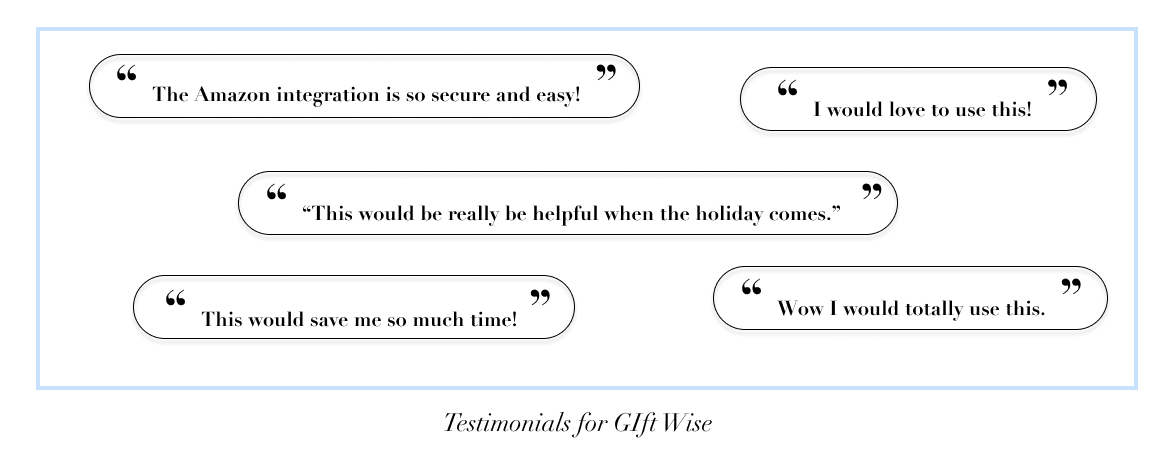 “ The Amazon integration is so secure and easy! ”
“ I would love to use this! ”
“ “This would be really be helpful when the holiday comes.” ”
“ This would save me so much time! ”
“ Wow I would totally use this. ”
Testimonials for GIft Wise